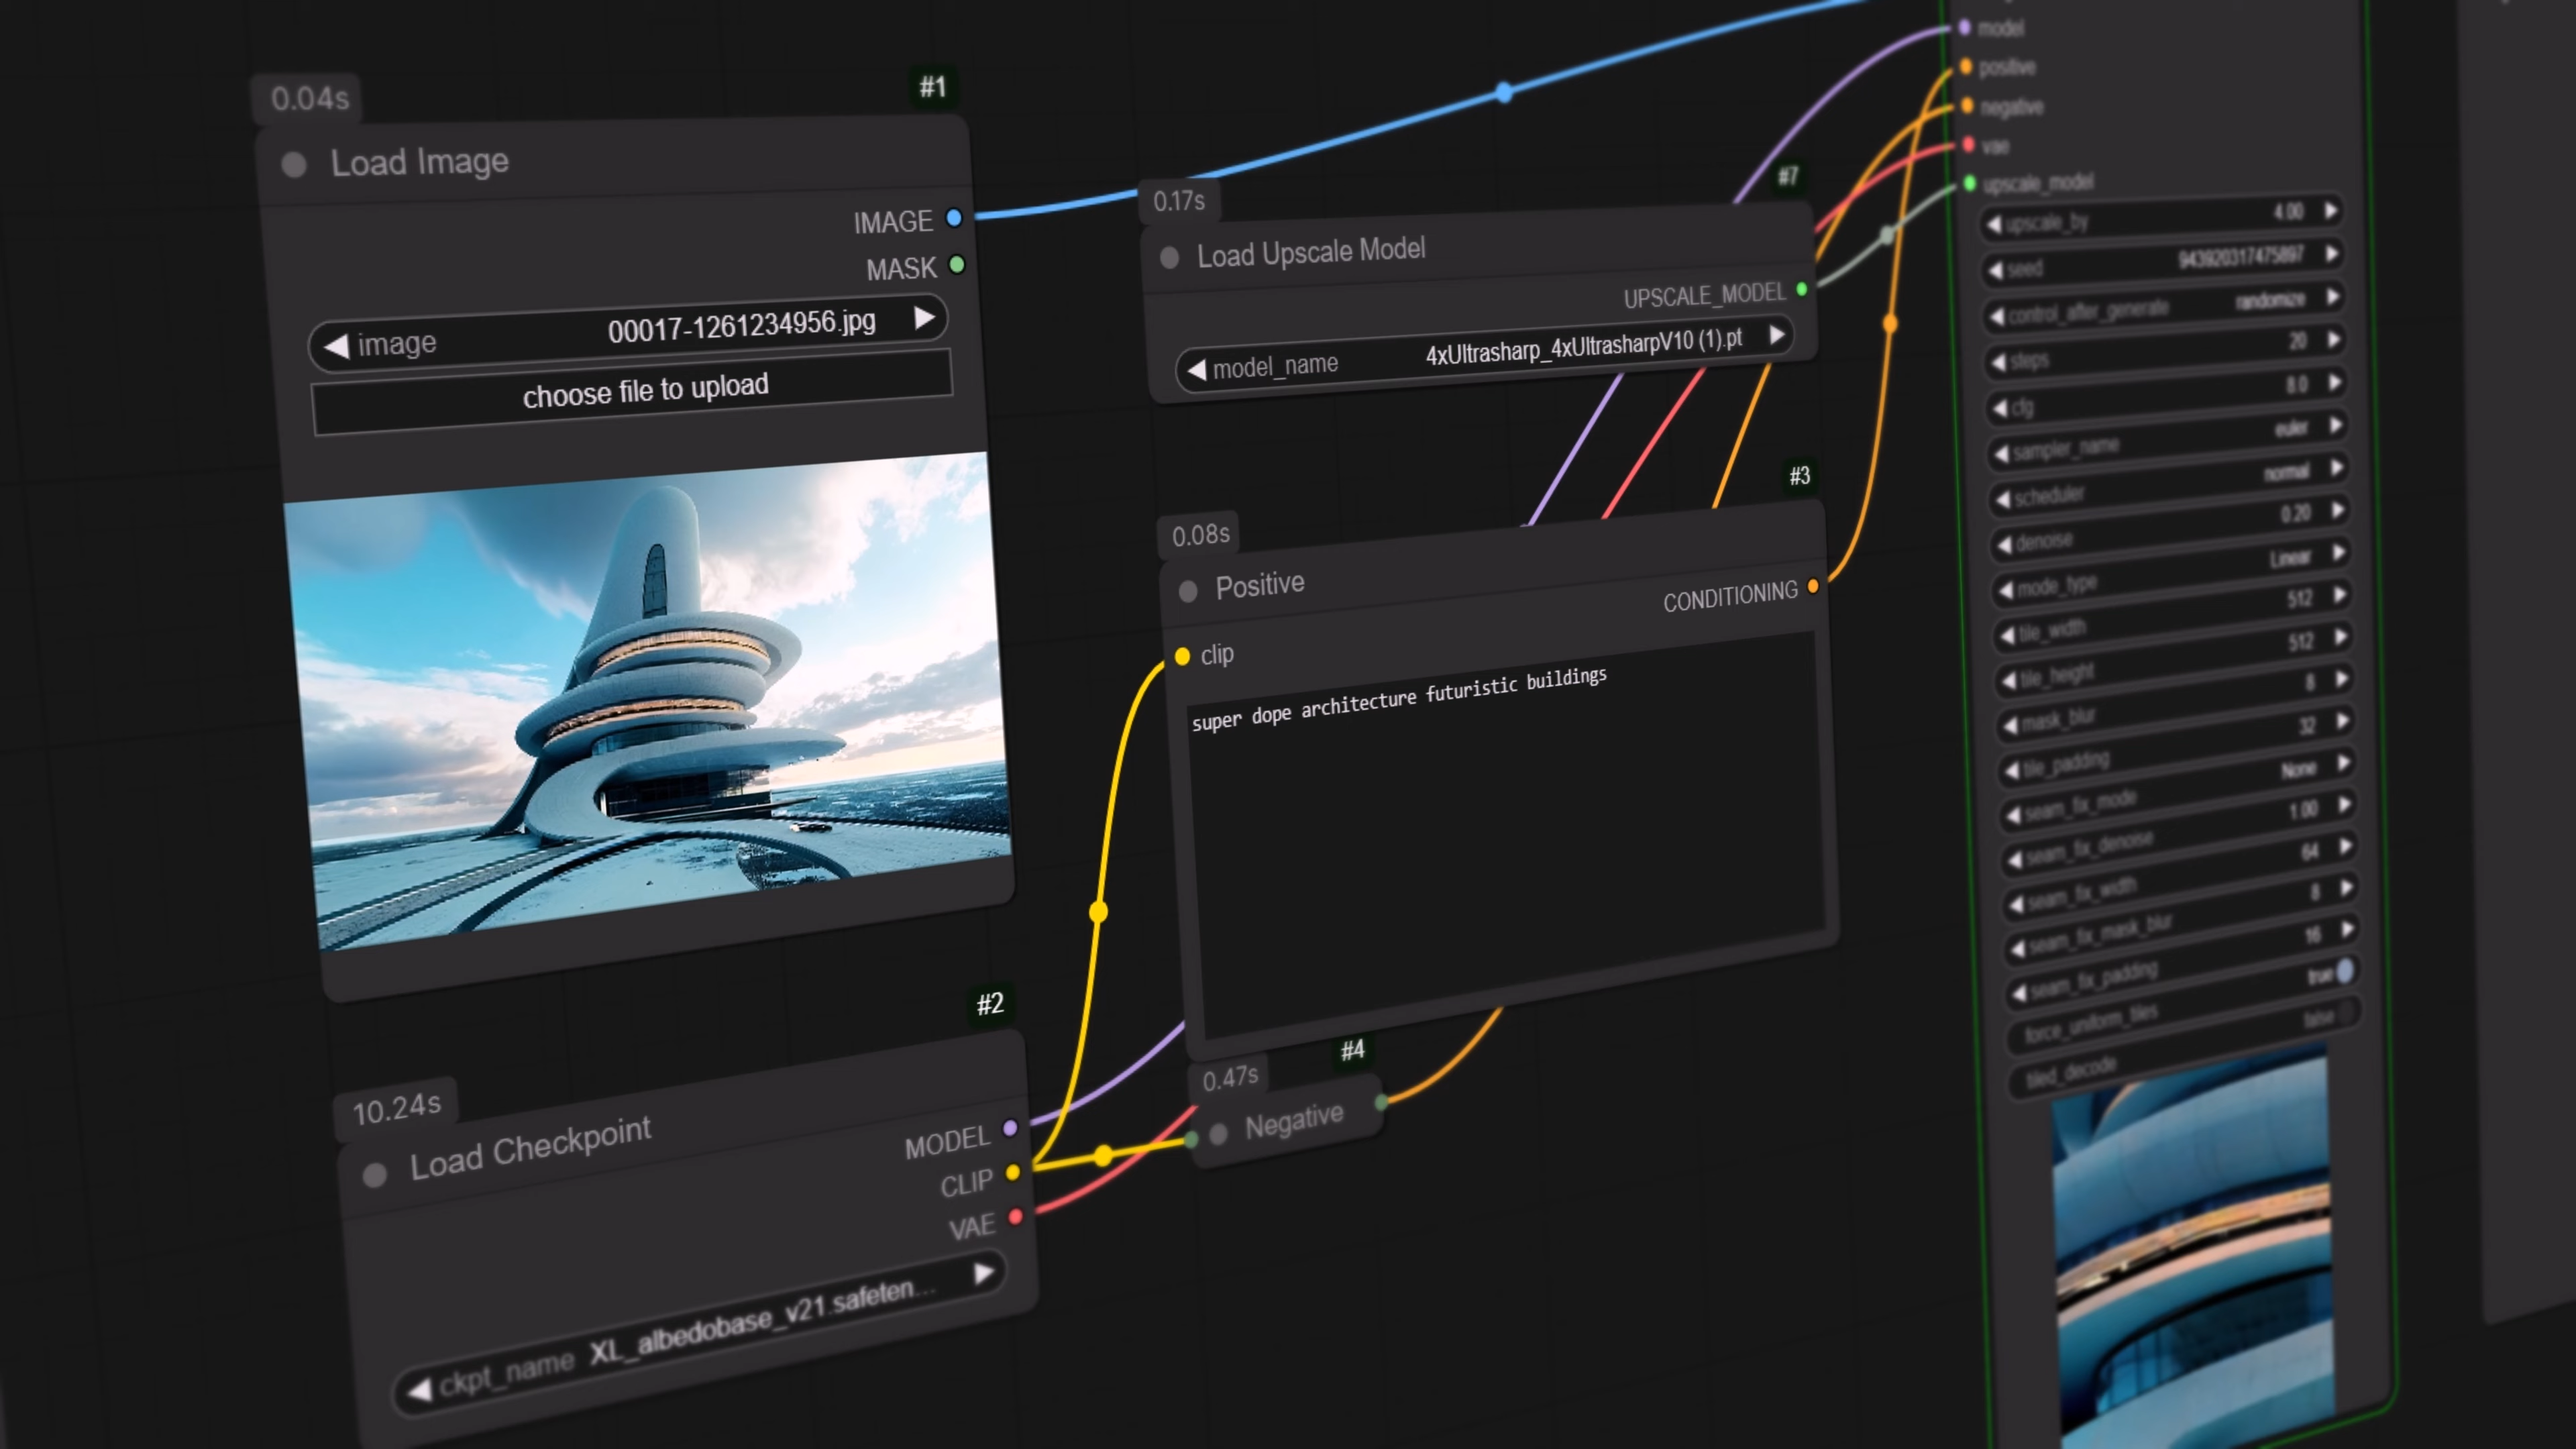 0.04s
#1
Load Image
IMAGE
MASK
image 00017-1261234956.jpg
choose file to upload
#2
10.24s
Load Checkpoint
MODEL
CLIP
VAE
ckpt_name XL_albedobase_v21.safeten...
0.17s
#7
Load Upscale Model
UPSCALE_MODEL
model_name 4xUltrasharp_4xUltrasharpV10 (1).pt
#3
0.08s
Positive
CONDITIONING
clip
super dope architecture futuristic buildings
#4
0.47s
Negative
model
positive
negative
vae
upscale_model
upscale_by 4.00
seed 943920317475897
control_after_generate randomize
steps 20
cfg 8.0
sampler_name euler
scheduler normal
denoise 0.20
mode_type Linear
tile_width 512
tile_height 512
mask_blur 8
tile_padding 32
seam_fix_mode None
seam_fix_denoise 1.00
seam_fix_width 64
seam_fix_mask_blur 8
seam_fix_padding 16
force_uniform_tiles true
tiled_decode false